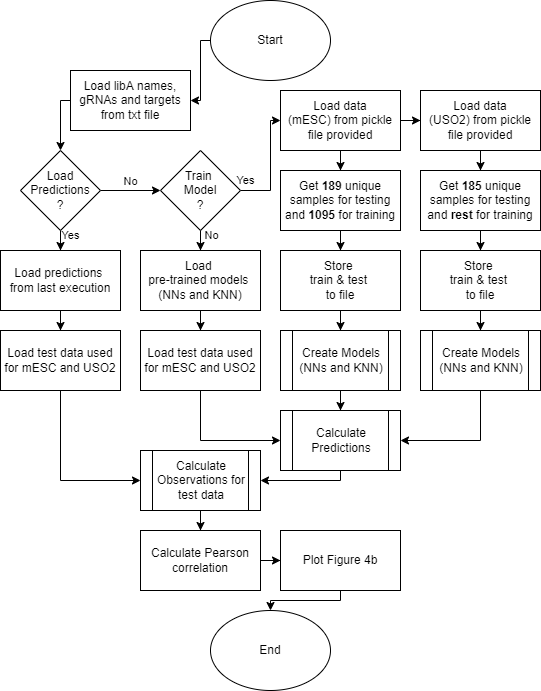 Start
Load libA names,
gRNAs and targets
from txt file
Load data
(mESC) from pickle
file provided
Load data
(USO2) from pickle
file provided
Load
Predictions
?
No
Train
Model
?
Yes
Get 189 unique
samples for testing
and 1095 for training
Get 185 unique
samples for testing
and rest for training
Yes
No
Load predictions
from last execution
Load
pre-trained models
(NNs and KNN)
Store
train & test
to file
Store
train & test
to file
Load test data used
for mESC and USO2
Load test data used
for mESC and USO2
Create Models
(NNs and KNN)
Create Models
(NNs and KNN)
Calculate
Predictions
Calculate
Observations for
test data
Calculate Pearson
correlation
Plot Figure 4b
End